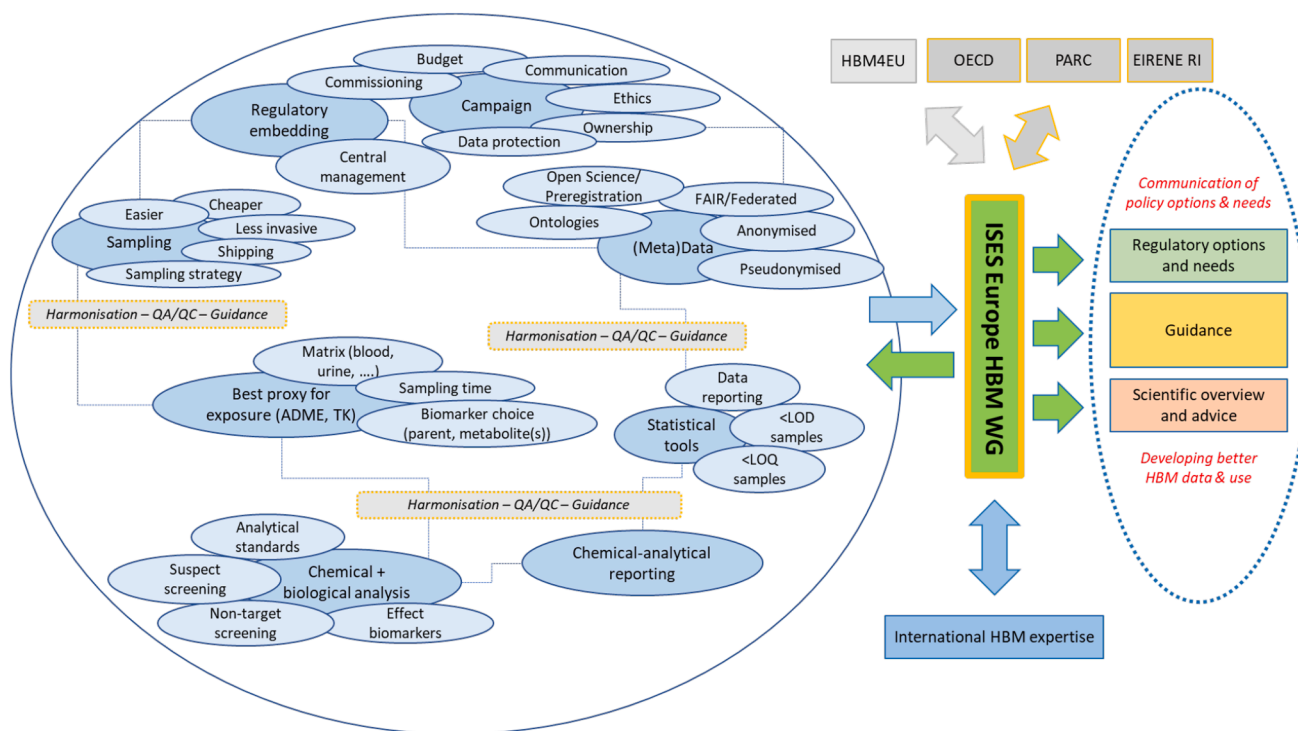 Budget
Commissioning
Communication
Regulatory
embedding
Campaign
Ethics
Ownership
Data protection
Central
management
Open Science/
Preregistration
FAIR/Federated
Ontologies
(Meta)Data
Anonymised
Pseudonymised
Cheaper
Easier
Less invasive
Sampling
Shipping
Sampling strategy
Harmonisation – QA/QC – Guidance
Harmonisation – QA/QC – Guidance
Matrix (blood,
urine, ....)
Sampling time
Best proxy for
exposure (ADME, TK)
Biomarker choice
(parent, metabolite(s))
Data
reporting
Statistical
tools
<LOD
samples
<LOQ
samples
Harmonisation – QA/QC – Guidance
Analytical
standards
Suspect
screening
Chemical +
biological analysis
Non-target
screening
Effect
biomarkers
Chemical-analytical
reporting
HBM4EU
OECD
PARC
EIRENE RI
ISES Europe HBM WG
Communication of
policy options & needs
Regulatory options
and needs
Guidance
Scientific overview
and advice
Developing better
HBM data & use
International HBM expertise